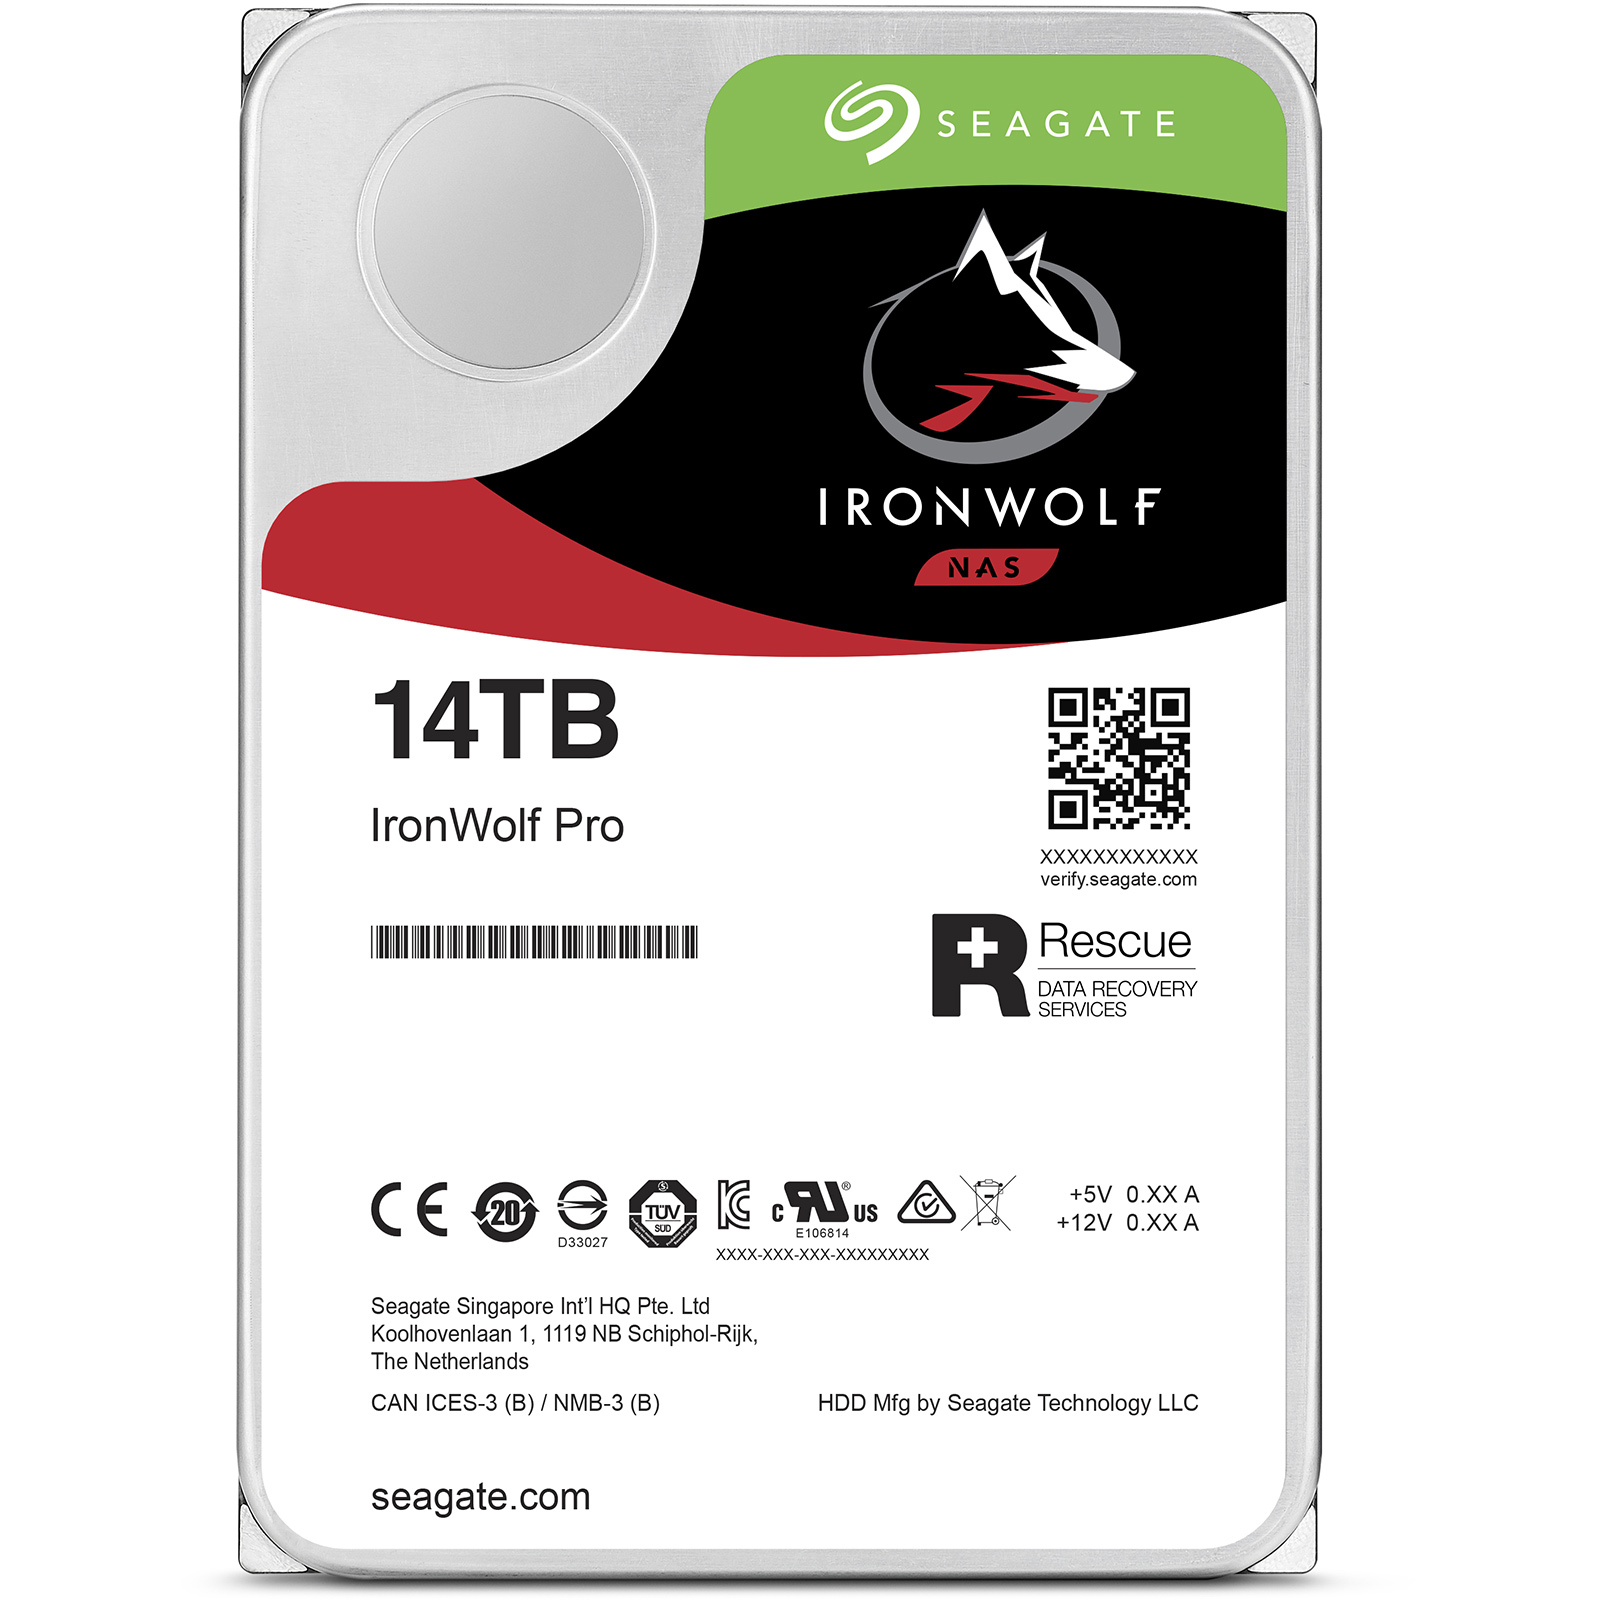 SEAGATE
IRONWOLF
NAS
14TB
IronWolf Pro
XXXXXXXXXXXX
verify.seagate.com
R Rescue
DATA RECOVERY
SERVICES
CE 20 D33027 TÜV SÜD c RU ® US E106814
XXXX-XXX-XXX-XXXXXXXXX
+5V 0.XX A
+12V 0.XX A
Seagate Singapore Int'l HQ Pte. Ltd
Koolhovenlaan 1, 1119 NB Schiphol-Rijk,
The Netherlands
CAN ICES-3 (B) / NMB-3 (B)
HDD Mfg by Seagate Technology LLC
seagate.com